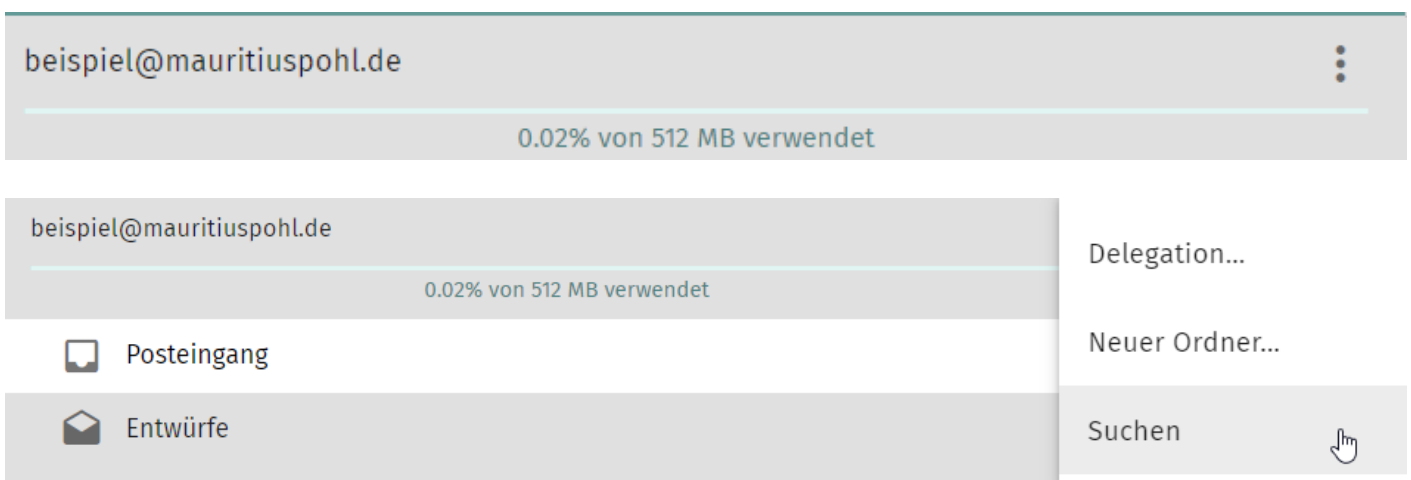 beispiel@mauritiuspohl.de
0.02% von 512 MB verwendet
beispiel@mauritiuspohl.de
0.02% von 512 MB verwendet
Posteingang
Entwürfe
Delegation...
Neuer Ordner...
Suchen